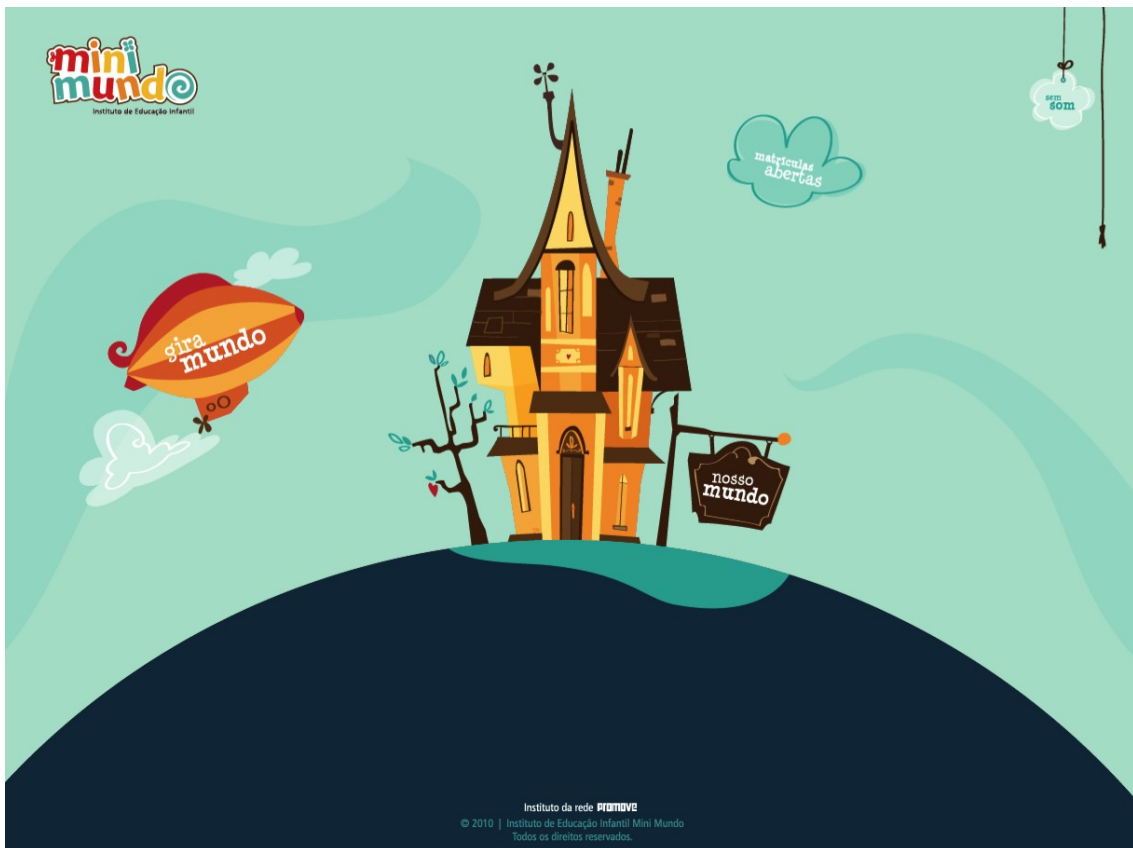 mini
mundo
Instituto de Educação Infantil
sem
som
matrículas
abertas
gira
mundo
nosso
mundo
Instituto da rede PROMOVE
© 2010 | Instituto de Educação Infantil Mini Mundo
Todos os direitos reservados.